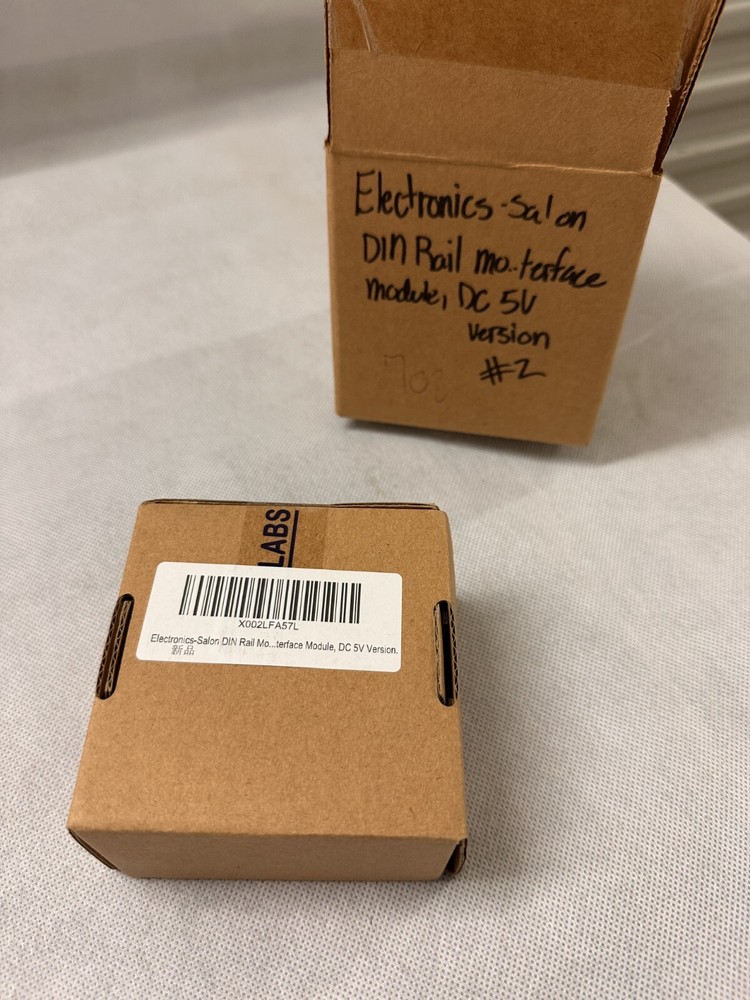 Electronics-Salon
DIN Rail mo..terface
module, DC 5V
version
#2
LABS
X002LFA57L
Electronics-Salon DIN Rail Mo...terface Module, DC 5V Version.
新品